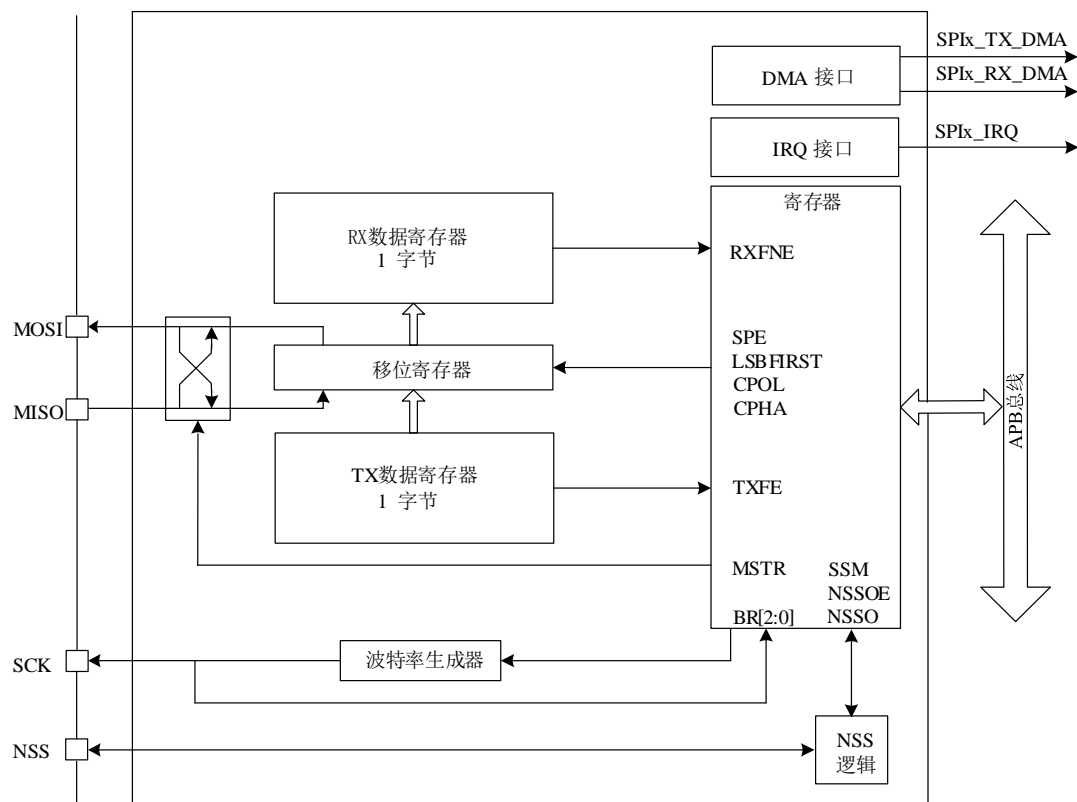 SPIx_TX_DMA
DMA 接口
SPIx_RX_DMA
SPIx_IRQ
IRQ 接口
寄存器
RX数据寄存器
1 字节
RXFNE
MOSI
SPE
移位寄存器
LSBFIRST
CPOL
MISO
CPHA
APB总线
TX数据寄存器
1 字节
TXFE
MSTR
SSM
NSSOE
BR[2:0]
NSSO
SCK
波特率生成器
NSS
NSS
逻辑